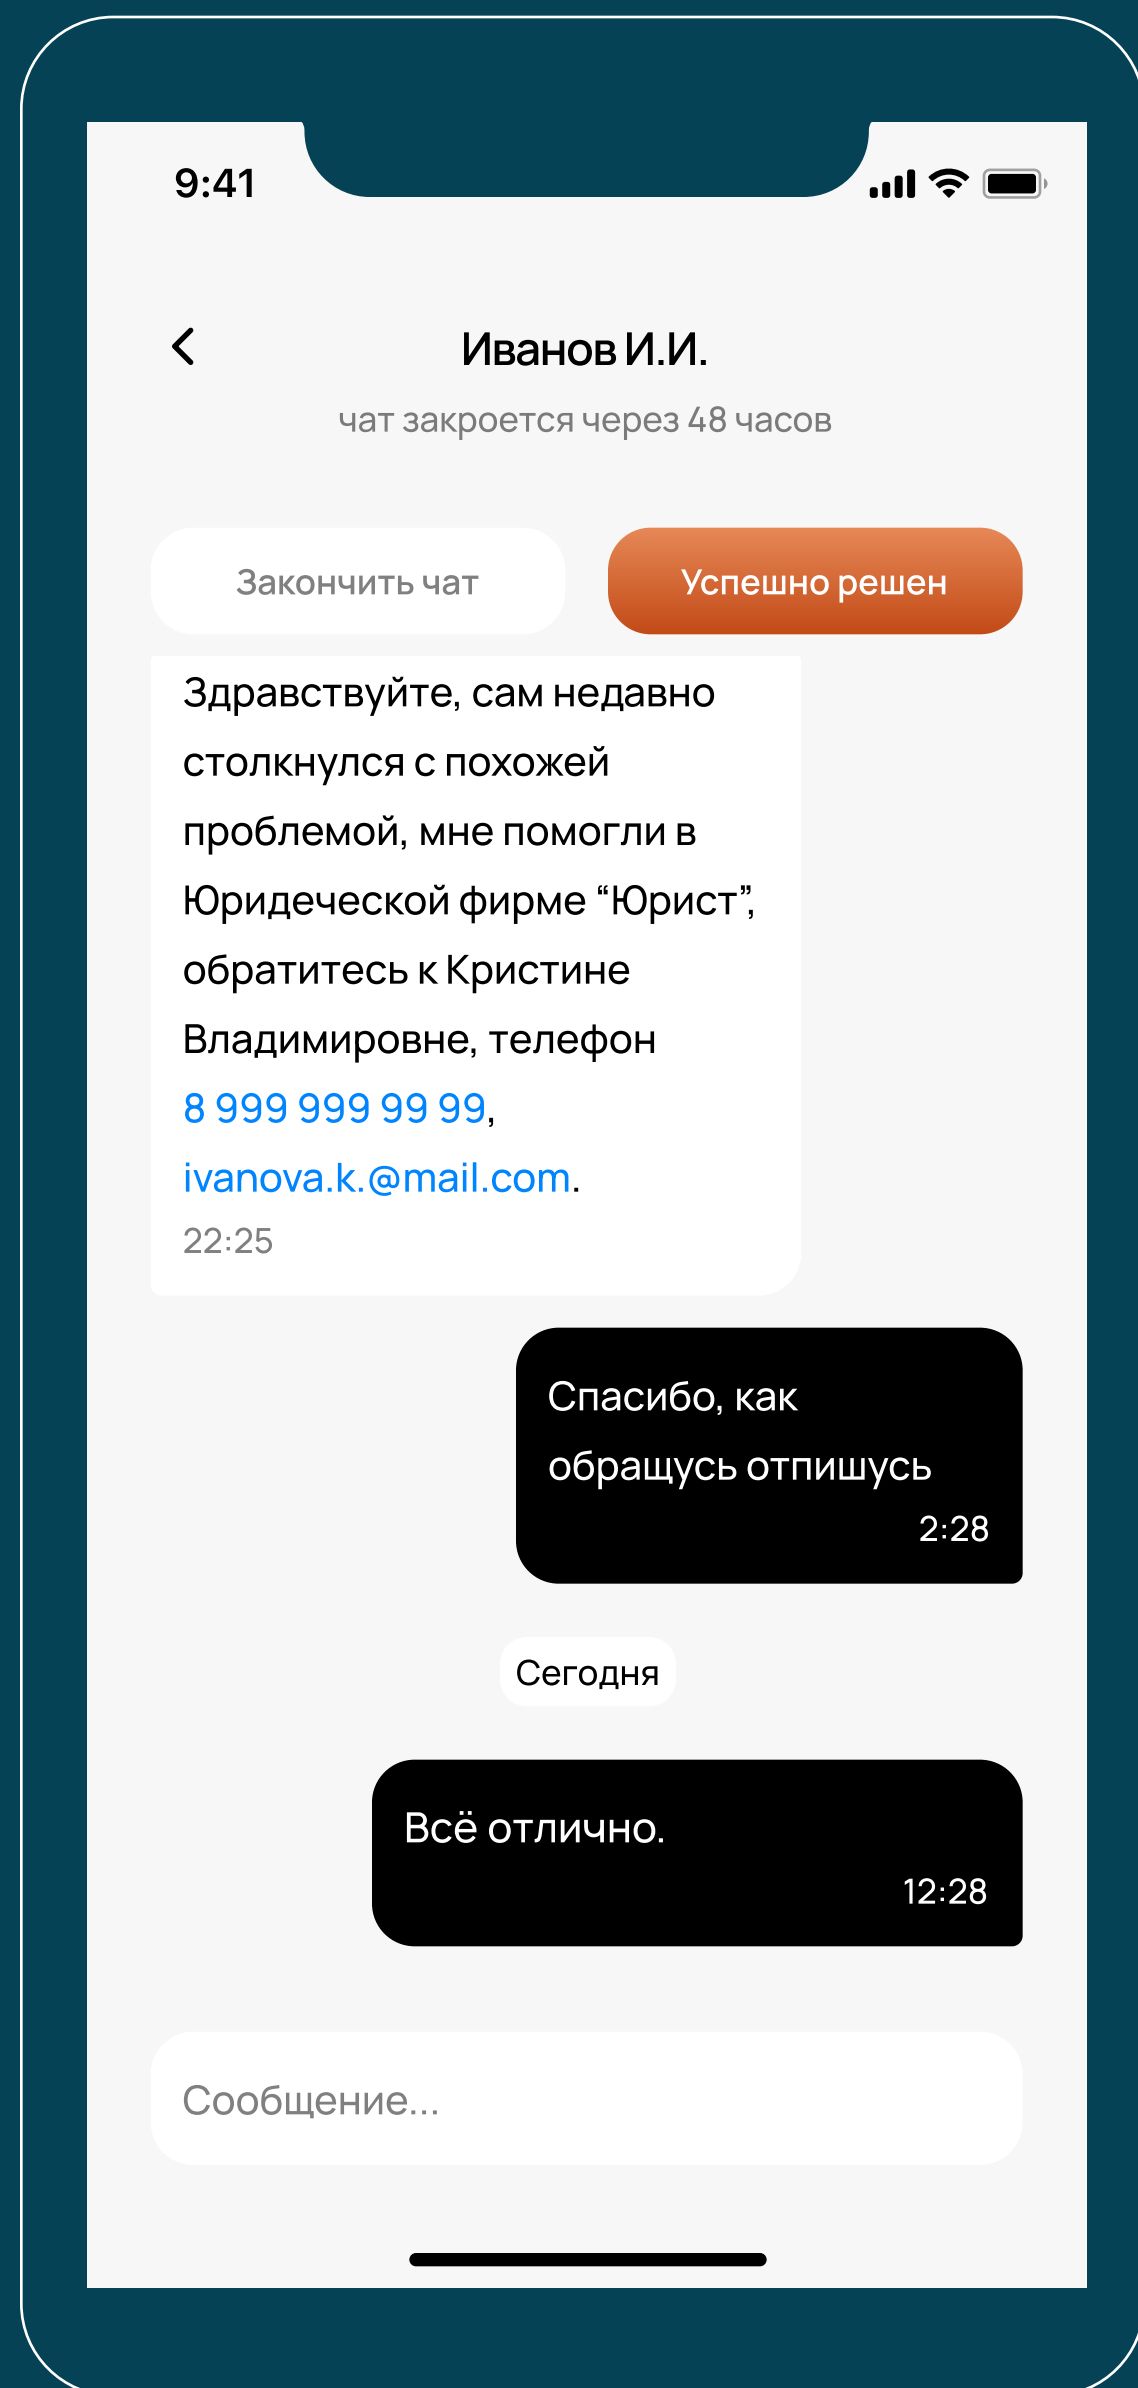 9:41
Иванов И.И.
чат закроется через 48 часов
Закончить чат
Успешно решен
Здравствуйте, сам недавно
столкнулся с похожей
проблемой, мне помогли в
Юридеческой фирме “Юрист”,
обратитесь к Кристине
Владимировне, телефон
8 999 999 99 99,
ivanova.k.@mail.com.
22:25
Спасибо, как
обращусь отпишусь
2:28
Сегодня
Всё отлично.
12:28
Сообщение...